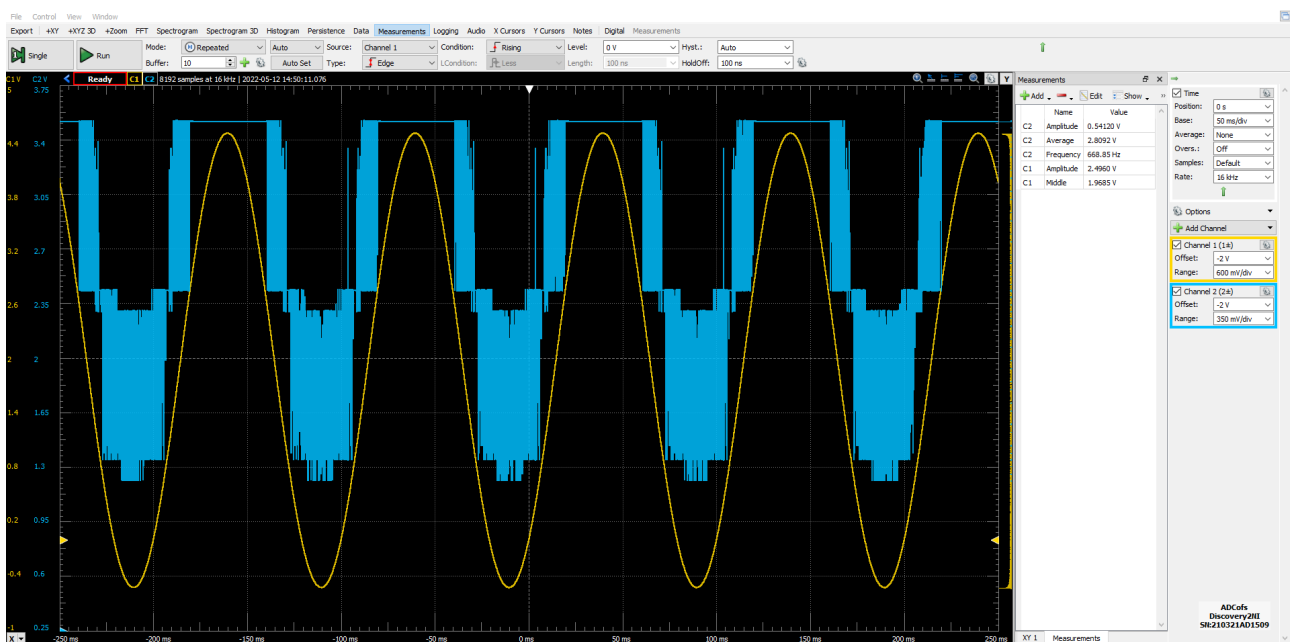 File Control View Window
Export +XY +XYZ 3D +Zoom FFT Spectrogram Spectrogram 3D Histogram Persistence Data Measurements Logging Audio X Cursors Y Cursors Notes Digital Measurements
Single Run Mode: Repeated Auto Source: Channel 1 Condition: Rising Level: 0 V Hyst.: Auto
Buffer: 10 Auto Set Type: Edge LCondition: Less Length: 100 ns HoldOff: 100 ns
C1 V C2 V Ready C1 C2 8192 samples at 16 kHz | 2022-05-12 14:50:11.076 Y
5 3.75
4.4 3.4
3.8 3.05
3.2 2.7
2.6 2.35
2 2
1.4 1.65
0.8 1.3
0.2 0.95
-0.4 0.6
-1 0.25
X -250 ms -200 ms -150 ms -100 ms -50 ms 0 ms 50 ms 100 ms 150 ms 200 ms 250 ms
Measurements
Add Edit Show »
Name Value
C2 Amplitude 0.54120 V
C2 Average 2.8092 V
C2 Frequency 668.85 Hz
C1 Amplitude 2.4960 V
C1 Middle 1.9685 V
XY 1 Measurements
Time
Position: 0 s
Base: 50 ms/div
Average: None
Overs.: Off
Samples: Default
Rate: 16 kHz
Options
Add Channel
Channel 1 (1±)
Offset: -2 V
Range: 600 mV/div
Channel 2 (2±)
Offset: -2 V
Range: 350 mV/div
ADCofs
Discovery2NI
SN:210321AD1509